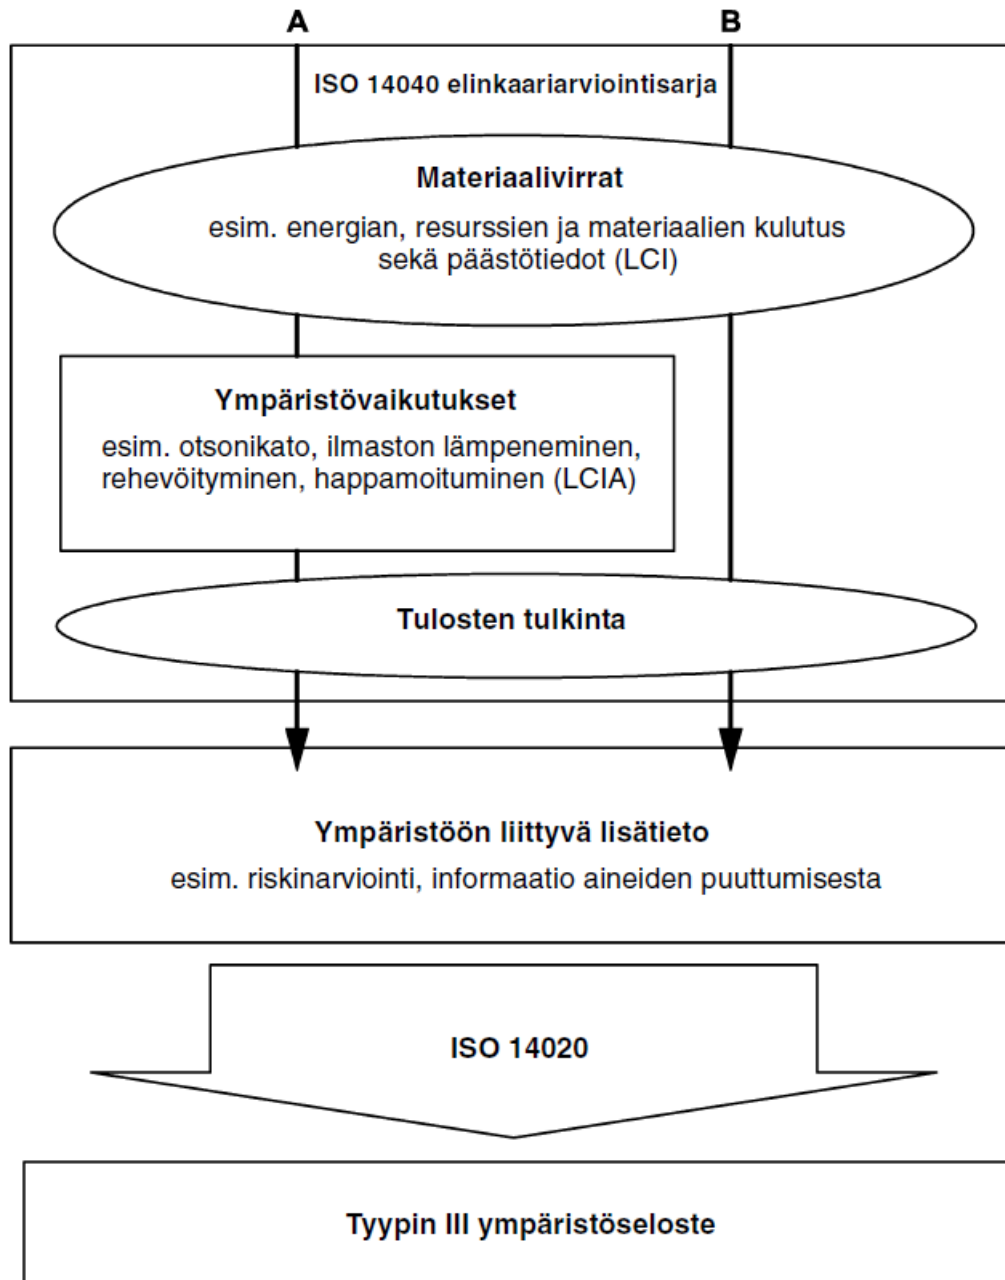 A
B
ISO 14040 elinkaariarviointisarja
Materiaalivirrat
esim. energian, resurssien ja materiaalien kulutus
sekä päästötiedot (LCI)
Ympäristövaikutukset
esim. otsonikato, ilmaston lämpeneminen,
rehevöityminen, happamoituminen (LCIA)
Tulosten tulkinta
Ympäristöön liittyvä lisätieto
esim. riskinarviointi, informaatio aineiden puuttumisesta
ISO 14020
Tyypin III ympäristöseloste